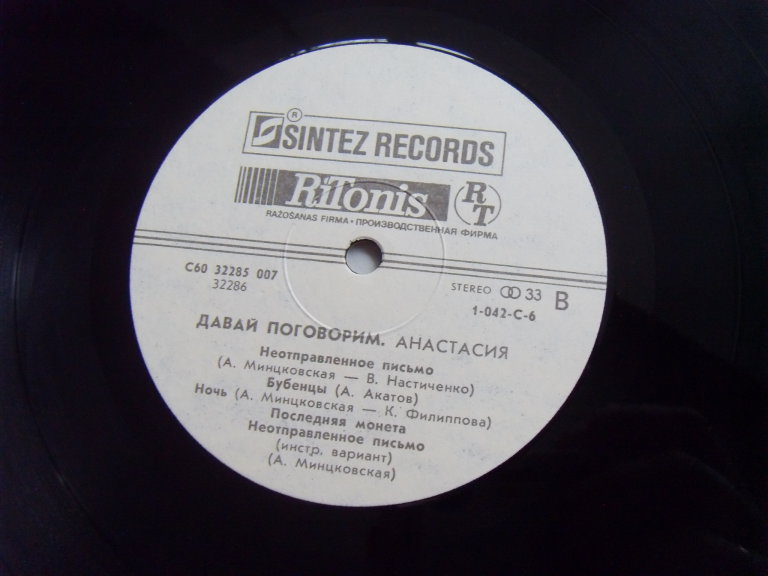 ®
SINTEZ RECORDS
RiTonis RT
RAŽOŠANAS FIRMA • ПРОИЗВОДСТВЕННАЯ ФИРМА
С60 32285 007
32286
STEREO 33 B
1-042-С-6
ДАВАЙ ПОГОВОРИМ. АНАСТАСИЯ
Неотправленное письмо
(А. Минцковская — В. Настиченко)
Бубенцы (А. Акатов)
Ночь (А. Минцковская — К. Филиппова)
Последняя монета
Неотправленное письмо
(инстр. вариант)
(А. Минцковская)